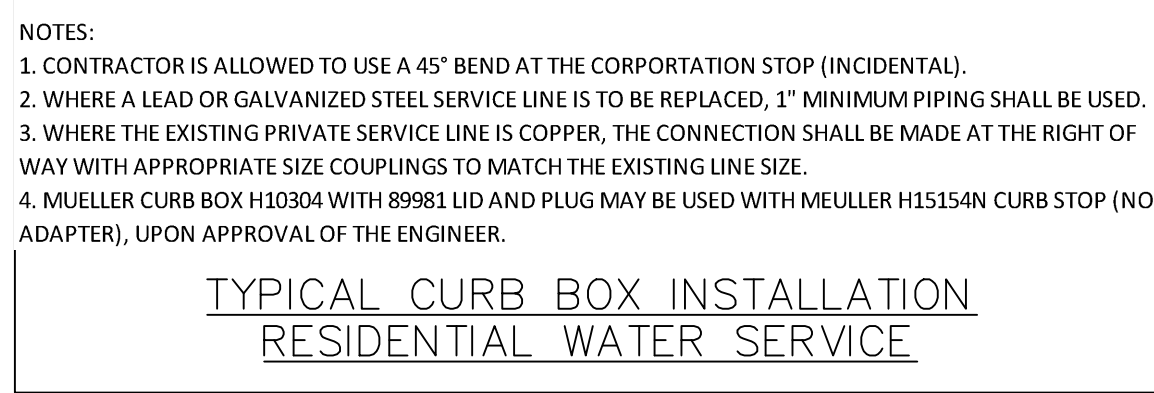 NOTES:
1. CONTRACTOR IS ALLOWED TO USE A 45° BEND AT THE CORPORTATION STOP (INCIDENTAL).
2. WHERE A LEAD OR GALVANIZED STEEL SERVICE LINE IS TO BE REPLACED, 1" MINIMUM PIPING SHALL BE USED.
3. WHERE THE EXISTING PRIVATE SERVICE LINE IS COPPER, THE CONNECTION SHALL BE MADE AT THE RIGHT OF
WAY WITH APPROPRIATE SIZE COUPLINGS TO MATCH THE EXISTING LINE SIZE.
4. MUELLER CURB BOX H10304 WITH 89981 LID AND PLUG MAY BE USED WITH MEULLER H15154N CURB STOP (NO
ADAPTER), UPON APPROVAL OF THE ENGINEER.
TYPICAL CURB BOX INSTALLATION
RESIDENTIAL WATER SERVICE